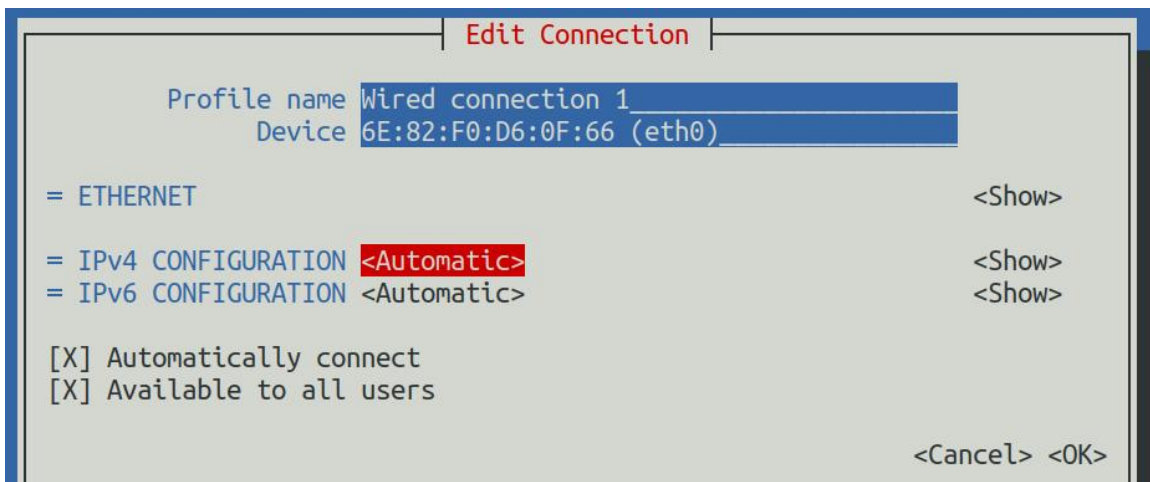 Edit Connection
Profile name Wired connection 1
Device 6E:82:F0:D6:0F:66 (eth0)
= ETHERNET <Show>
= IPv4 CONFIGURATION <Automatic> <Show>
= IPv6 CONFIGURATION <Automatic> <Show>
[X] Automatically connect
[X] Available to all users
<Cancel> <OK>